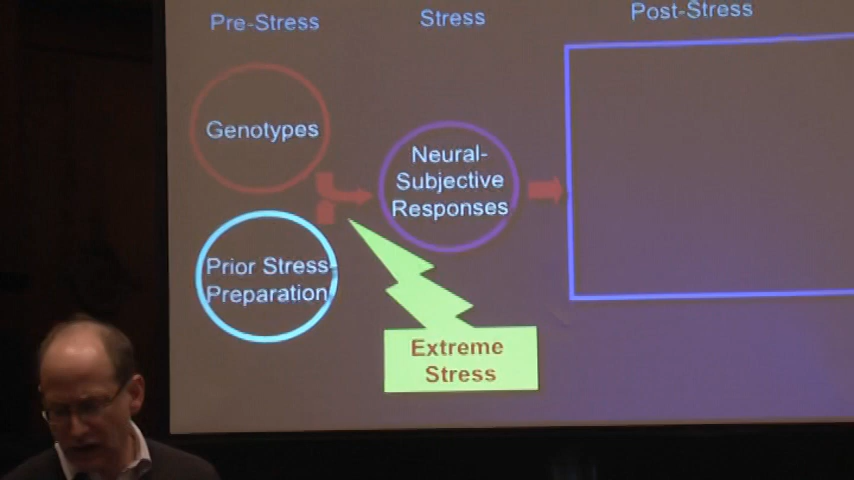 Pre-Stress
Stress
Post-Stress
Genotypes
Neural-
Subjective
Responses
Prior Stress
Preparation
Extreme
Stress